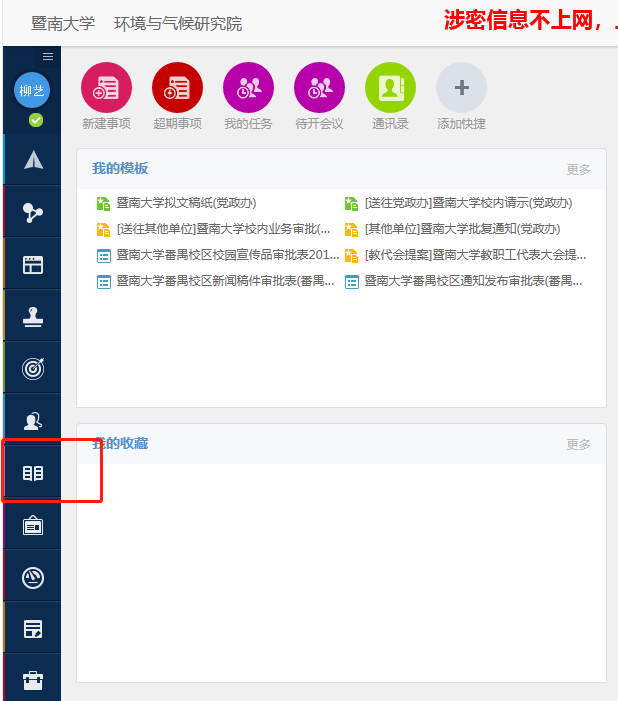 暨南大学 环境与气候研究院 涉密信息不上网，
柳艺
新建事项 超期事项 我的任务 待开会议 通讯录 添加快捷
我的模板 更多
暨南大学拟文稿纸(党政办) [送往党政办]暨南大学校内请示(党政办)
[送往其他单位]暨南大学校内业务审批(... [其他单位]暨南大学批复通知(党政办)
暨南大学番禺校区校园宣传品审批表201... [教代会提案]暨南大学教职工代表大会提...
暨南大学番禺校区新闻稿件审批表(番禺... 暨南大学番禺校区通知发布审批表(番禺...
我的收藏 更多